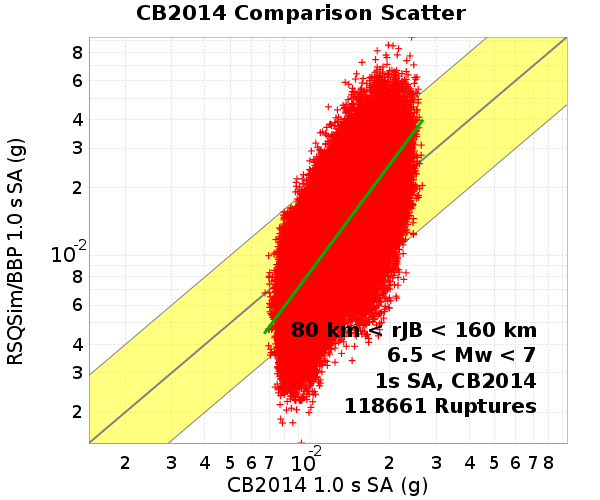 CB2014 Comparison Scatter
RSQSim/BBP 1.0 s SA (g)
8
6
4
3
2
10-2
8
6
4
3
2
80 km < rJB < 160 km
6.5 < Mw < 7
1s SA, CB2014
118661 Ruptures
2 3 4 5 6 7 10-2 2 3 4 5 6 7 8
CB2014 1.0 s SA (g)